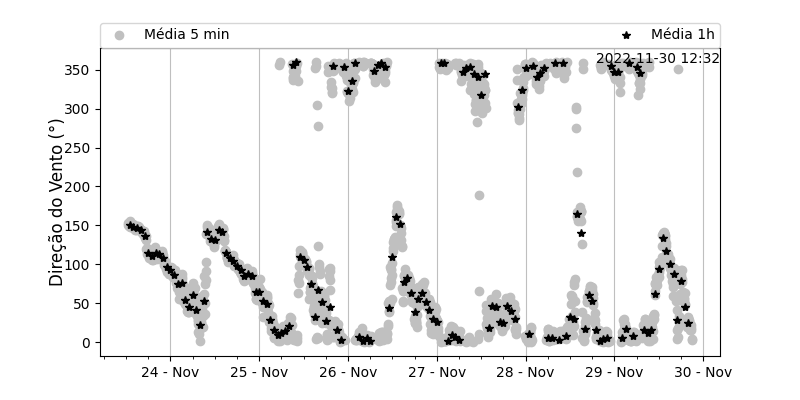 Média 5 min
Média 1h
2022-11-30 12:32
Direção do Vento (°)
350
300
250
200
150
100
50
0
24 - Nov
25 - Nov
26 - Nov
27 - Nov
28 - Nov
29 - Nov
30 - Nov